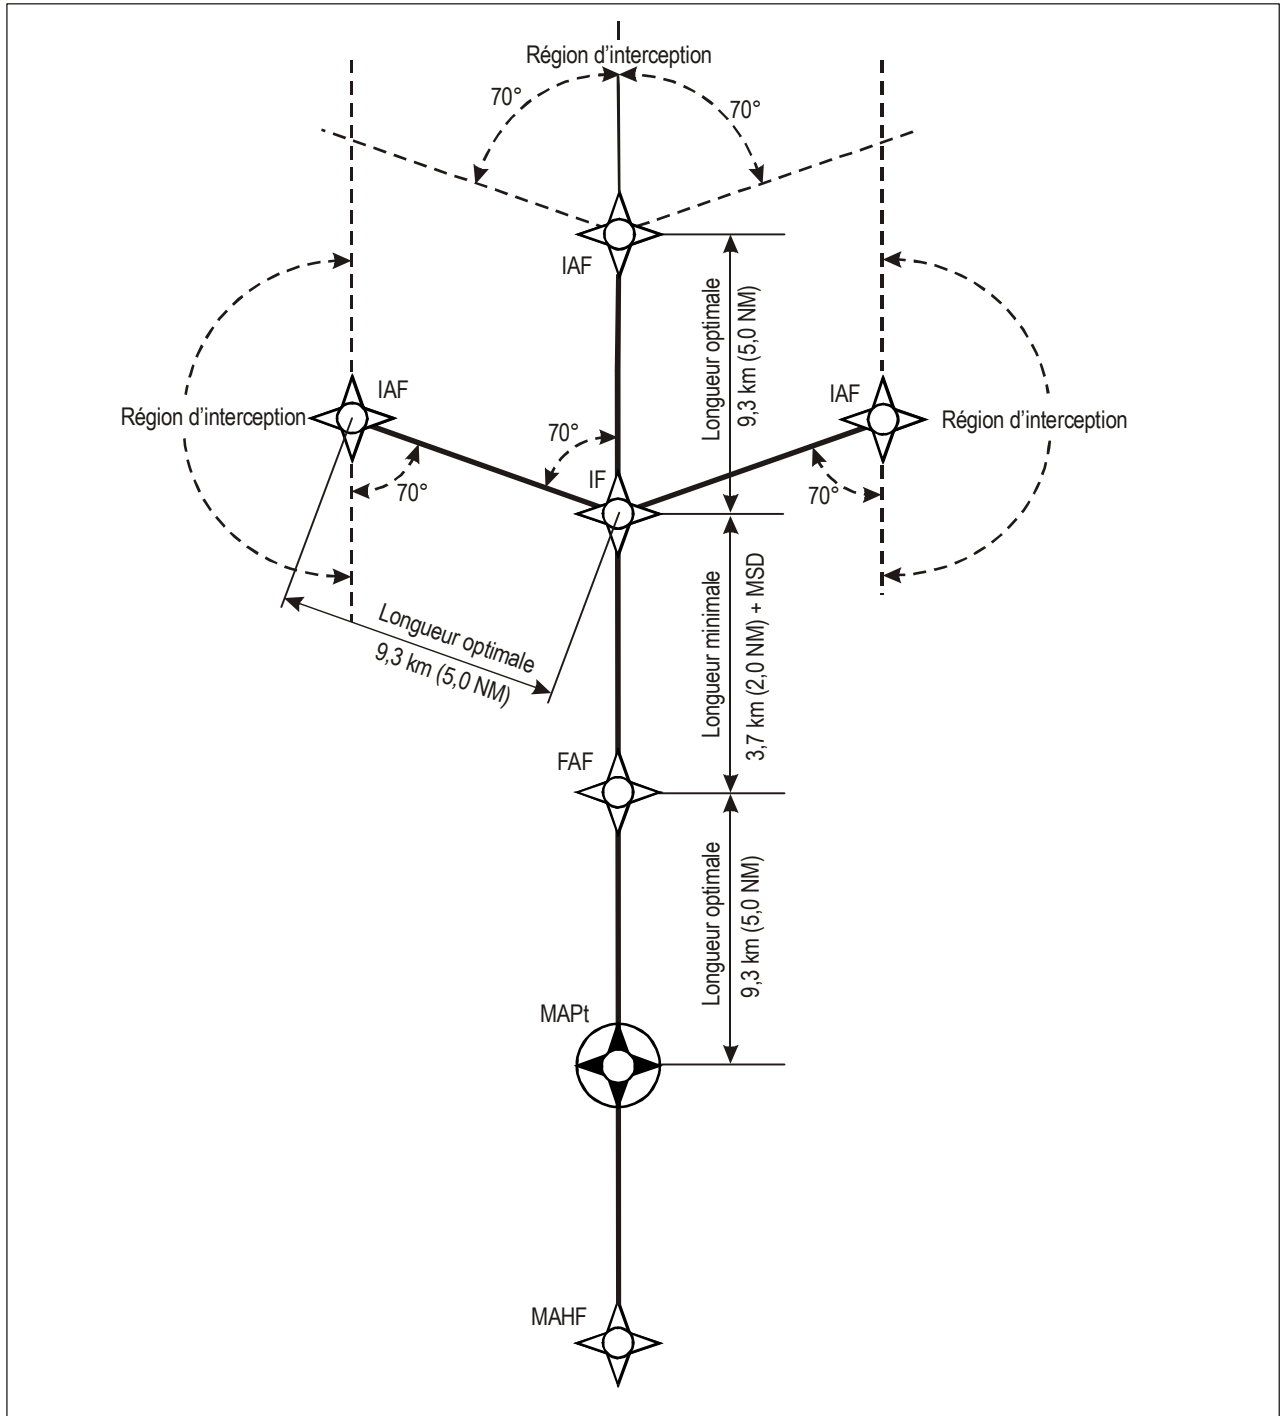 Région d'interception
70°
70°
IAF
Longueur optimale
9,3 km (5,0 NM)
IAF
Région d'interception
70°
IAF
Région d'interception
70°
IF
70°
Longueur optimale
9,3 km (5,0 NM)
Longueur minimale
3,7 km (2,0 NM) + MSD
FAF
Longueur optimale
9,3 km (5,0 NM)
MAPt
MAHF